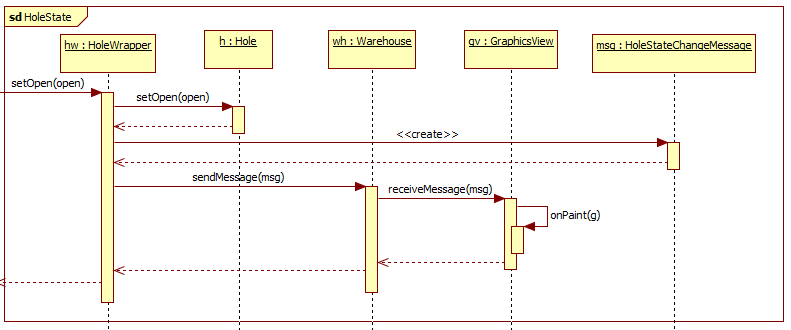 sd HoleState
hw : HoleWrapper
h : Hole
wh : Warehouse
gv : GraphicsView
msg : HoleStateChangeMessage
setOpen(open)
setOpen(open)
<<create>>
sendMessage(msg)
receiveMessage(msg)
onPaint(g)